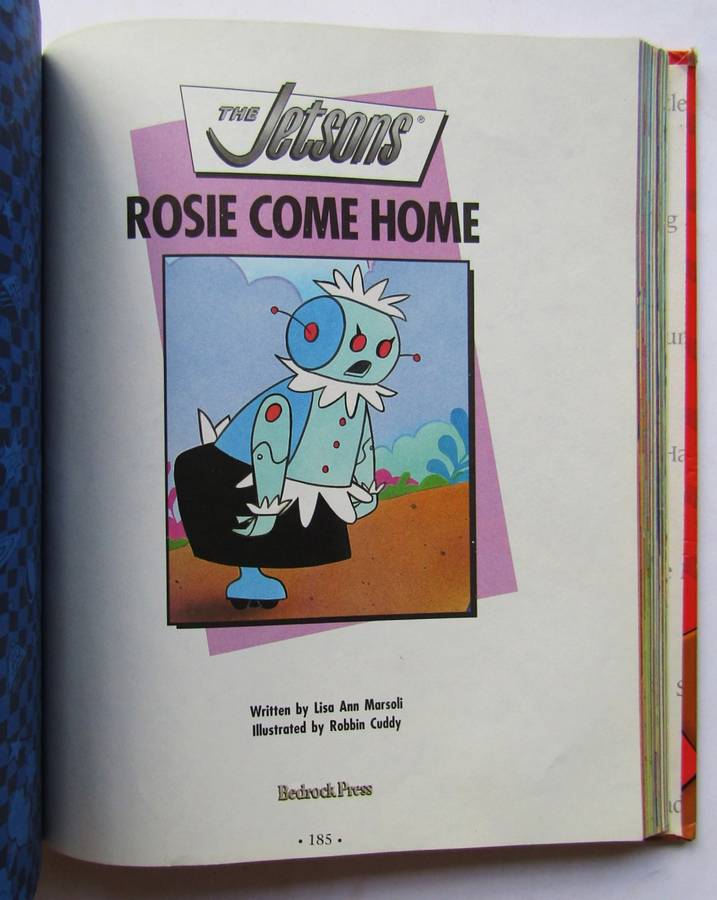 THE Jetsons®
ROSIE COME HOME
Written by Lisa Ann Marsoli
Illustrated by Robbin Cuddy
Bedrock Press
• 185 •